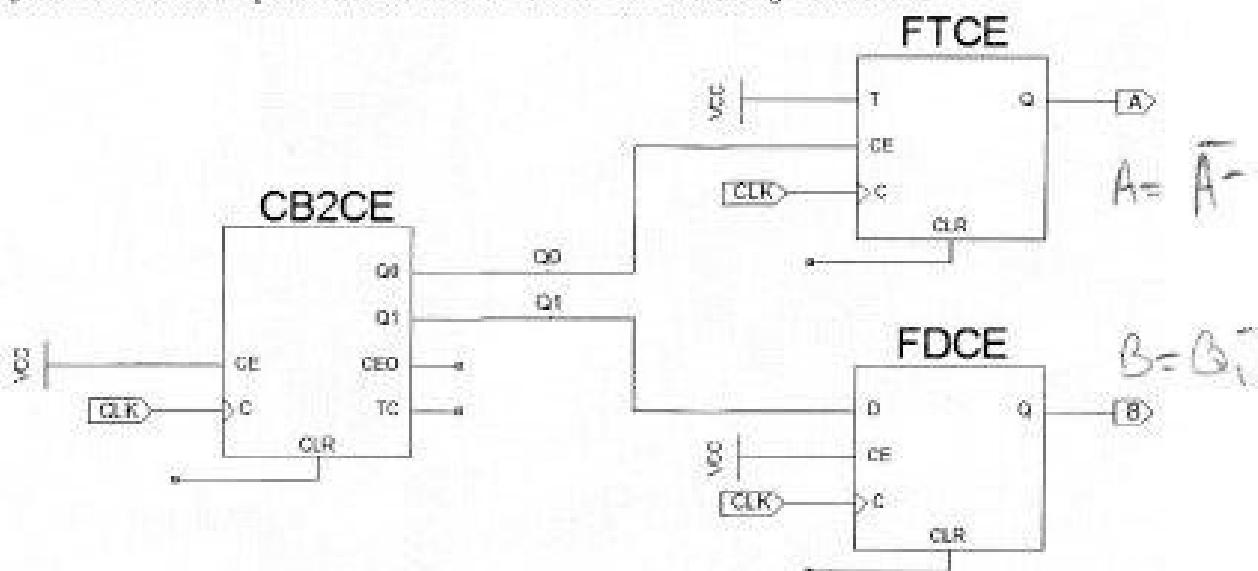 FTCE
VCC
T
Q
A
CE
CLK
C
CLR
A = A̅ -
CB2CE
Q0
Q0
Q1
Q1
VCC
CE
CEO
CLK
C
TC
CLR
FDCE
B = Q₁-
D
Q
B
VCC
CE
CLK
C
CLR